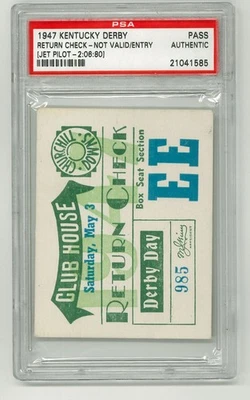 PSA
1947 KENTUCKY DERBY
PASS
RETURN CHECK - NOT VALID/ENTRY
AUTHENTIC
(JET PILOT - 2:06:80)
21041585
CHURCHILL
DOWNS
CLUB HOUSE
Saturday, May 3
1947
RETURN CHECK
Box Seat Section
EE
Derby Day
985